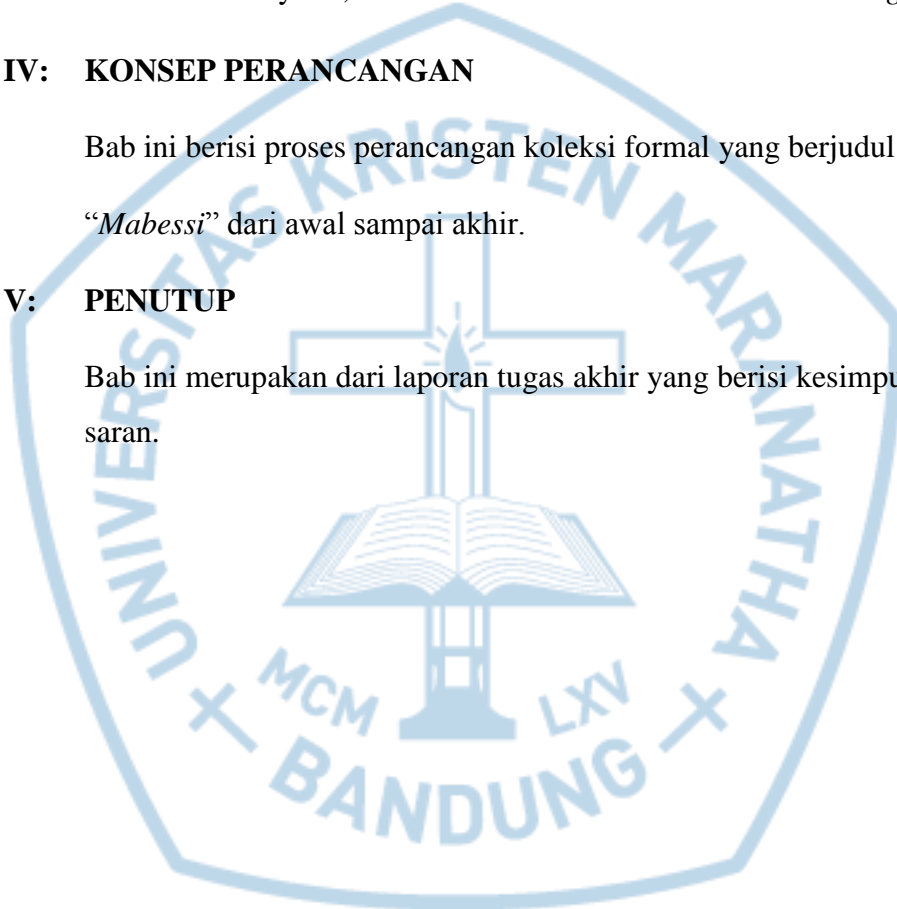 IV: KONSEP PERANCANGAN
Bab ini berisi proses perancangan koleksi formal yang berjudul
“Mabessi” dari awal sampai akhir.
V: PENUTUP
Bab ini merupakan dari laporan tugas akhir yang berisi kesimpu
saran.
UNIVERSITAS KRISTEN MARANATHA
MCM LXV
BANDUNG